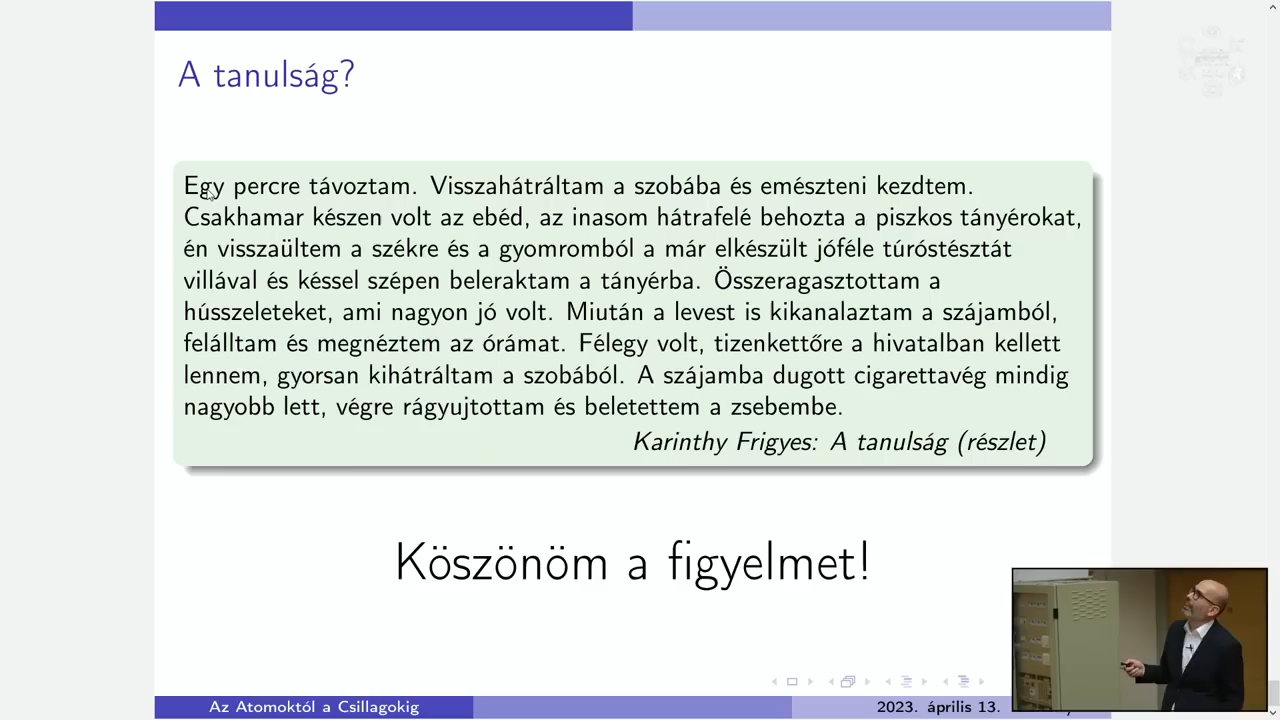 A tanulság?
Egy percre távoztam. Visszahátráltam a szobába és emészteni kezdtem.
Csakhamar készen volt az ebéd, az inasom hátrafelé behozta a piszkos tányérokat,
én visszaültem a székre és a gyomromból a már elkészült jóféle túróstésztát
villával és késsel szépen beleraktam a tányérba. Összeragasztottam a
hússzeleteket, ami nagyon jó volt. Miután a levest is kikanalaztam a szájamból,
felálltam és megnéztem az órámat. Félegy volt, tizenkettőre a hivatalban kellett
lennem, gyorsan kihátráltam a szobából. A szájamba dugott cigarettavég mindig
nagyobb lett, végre rágyujtottam és beletettem a zsebembe.
Karinthy Frigyes: A tanulság (részlet)
Köszönöm a figyelmet!
Az Atomoktól a Csillagokig
2023. április 13.